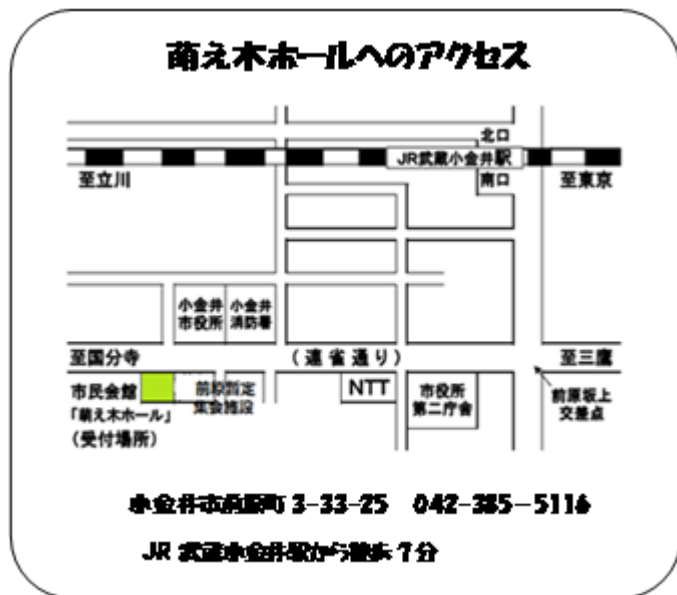 萌え木ホールへのアクセス
北口
JR武蔵小金井駅
至立川
南口
至東京
小金井
市役所
小金井
消防署
至国分寺
(連雀通り)
至三鷹
市民会館
「萌え木ホール」
(受付場所)
前原暫定
集会施設
NTT
市役所
第二庁舎
前原坂上
交差点
小金井市前原町 3-33-25 042-385-5116
JR 武蔵小金井駅から徒歩 7分